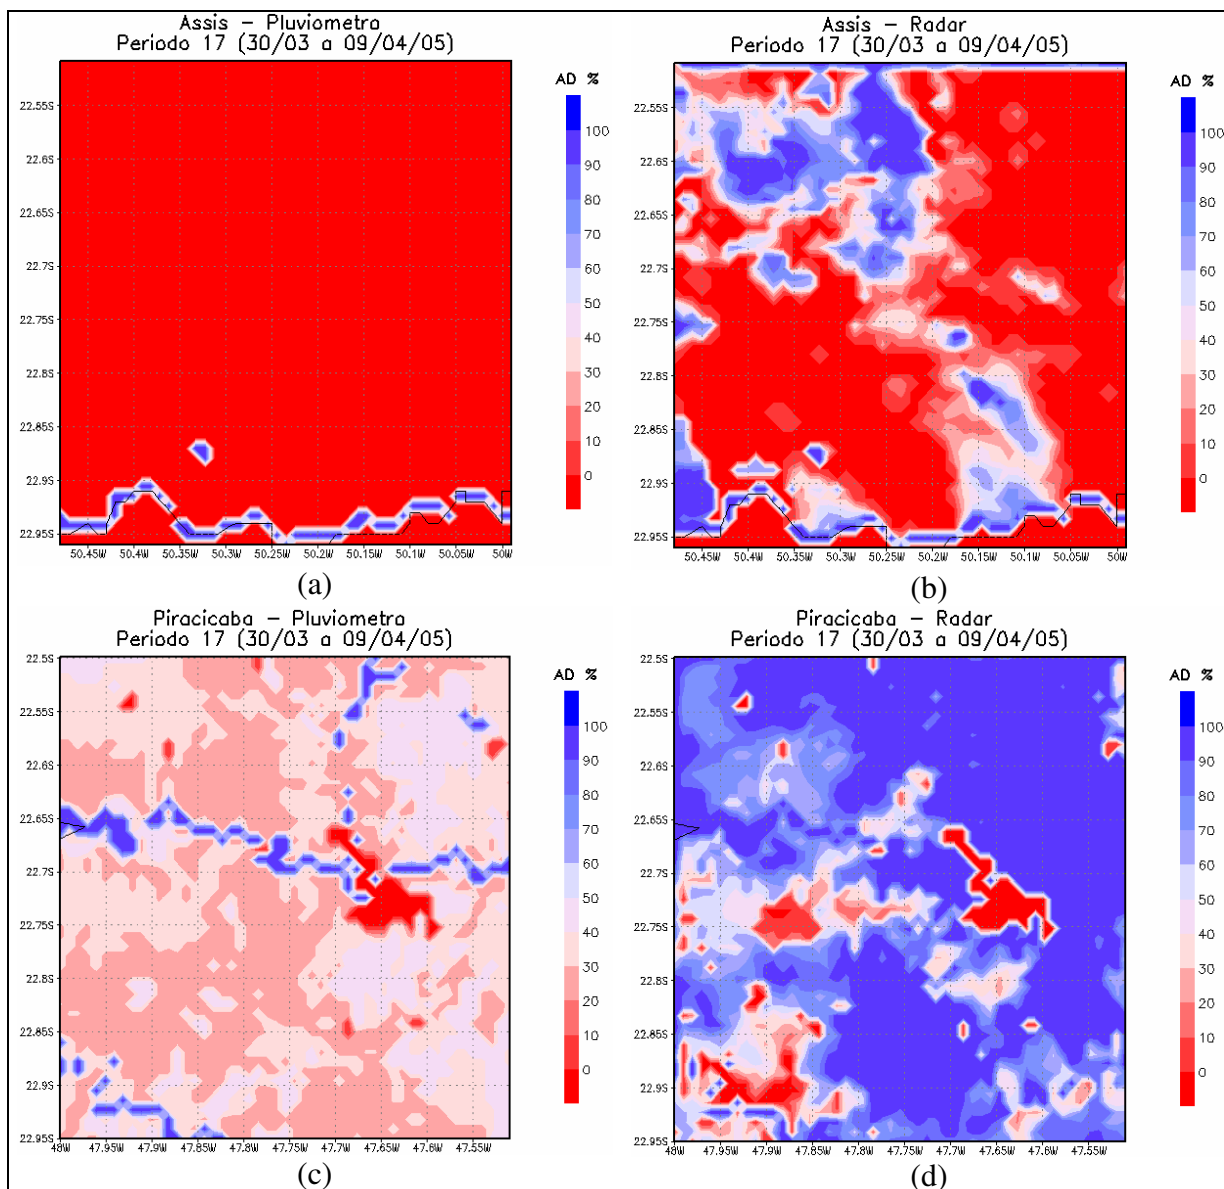 Assis – Pluviometro
Periodo 17 (30/03 a 09/04/05)
AD %
100
90
80
70
60
50
40
30
20
10
0
22.55S
22.6S
22.65S
22.7S
22.75S
22.8S
22.85S
22.9S
22.95S
50.45W 50.4W 50.35W 50.3W 50.25W 50.2W 50.15W 50.1W 50.05W 50W
(a)
Assis – Radar
Periodo 17 (30/03 a 09/04/05)
AD %
100
90
80
70
60
50
40
30
20
10
0
22.55S
22.6S
22.65S
22.7S
22.75S
22.8S
22.85S
22.9S
22.95S
50.45W 50.4W 50.35W 50.3W 50.25W 50.2W 50.15W 50.1W 50.05W 50W
(b)
Piracicaba – Pluviometro
Periodo 17 (30/03 a 09/04/05)
AD %
100
90
80
70
60
50
40
30
20
10
0
22.5S
22.55S
22.6S
22.65S
22.7S
22.75S
22.8S
22.85S
22.9S
22.95S
48W 47.95W 47.9W 47.85W 47.8W 47.75W 47.7W 47.65W 47.6W 47.55W
(c)
Piracicaba – Radar
Periodo 17 (30/03 a 09/04/05)
AD %
100
90
80
70
60
50
40
30
20
10
0
22.5S
22.55S
22.6S
22.65S
22.7S
22.75S
22.8S
22.85S
22.9S
22.95S
48W 47.95W 47.9W 47.85W 47.8W 47.75W 47.7W 47.65W 47.6W 47.55W
(d)